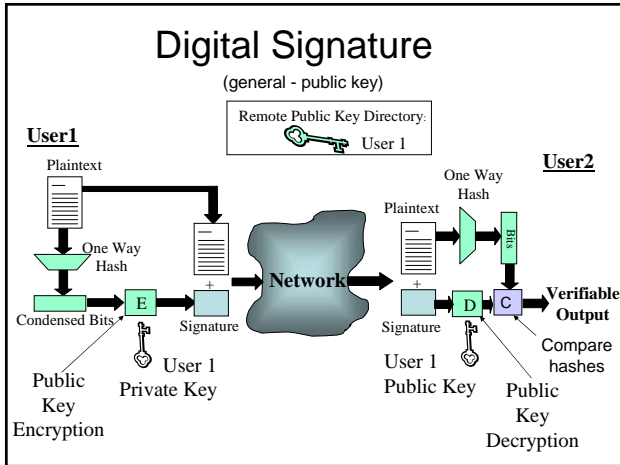 Digital Signature
(general - public key)
Remote Public Key Directory:
User 1
User1
Plaintext
One Way
Hash
Condensed Bits
E
+
Signature
User 1
Private Key
Public
Key
Encryption
Network
User2
Plaintext
One Way
Hash
Bits
+
Signature
D
C
Verifiable
Output
Compare
hashes
User 1
Public Key
Public
Key
Decryption